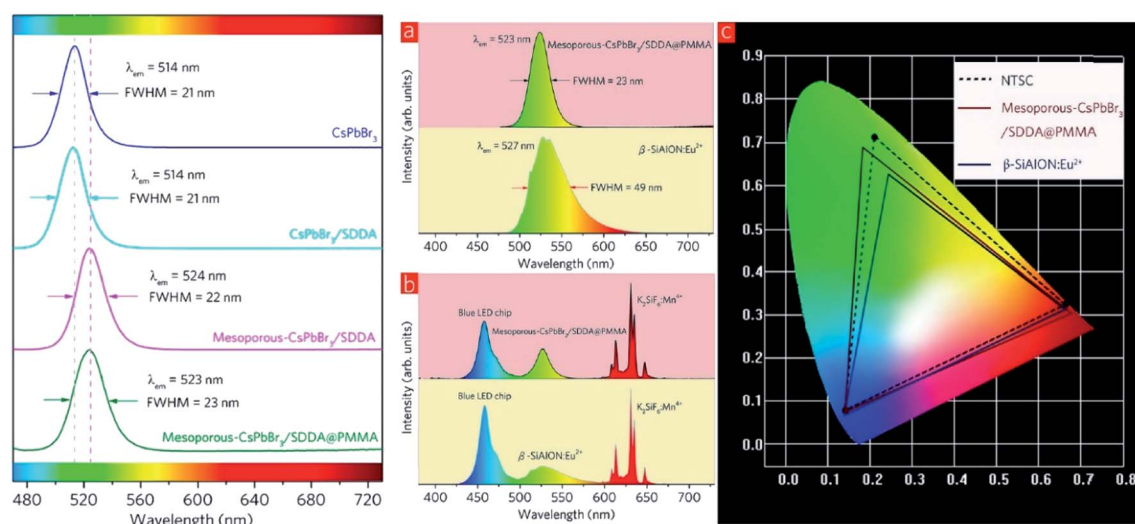 λem = 514 nm
FWHM = 21 nm
CsPbBr3
λem = 514 nm
FWHM = 21 nm
CsPbBr3/SDDA
λem = 524 nm
FWHM = 22 nm
Mesoporous-CsPbBr3/SDDA
λem = 523 nm
FWHM = 23 nm
Mesoporous-CsPbBr3/SDDA@PMMA
480 520 560 600 640 680 720
Wavelength (nm)
a
λem = 523 nm
Mesoporous-CsPbBr3/SDDA@PMMA
FWHM = 23 nm
λem = 527 nm
β-SiAlON:Eu2+
FWHM = 49 nm
Intensity (arb. units)
400 450 500 550 600 650 700
Wavelength (nm)
b
K2SiF6:Mn4+
Blue LED chip
Mesoporous-CsPbBr3/SDDA@PMMA
Blue LED chip
K2SiF6:Mn4+
β-SiAlON:Eu2+
Intensity (arb. units)
400 450 500 550 600 650 700
Wavelength (nm)
c
NTSC
Mesoporous-CsPbBr3
/SDDA@PMMA
β-SiAlON:Eu2+
0.9
0.8
0.7
0.6
0.5
0.4
0.3
0.2
0.1
0.0
0.0 0.1 0.2 0.3 0.4 0.5 0.6 0.7 0.8